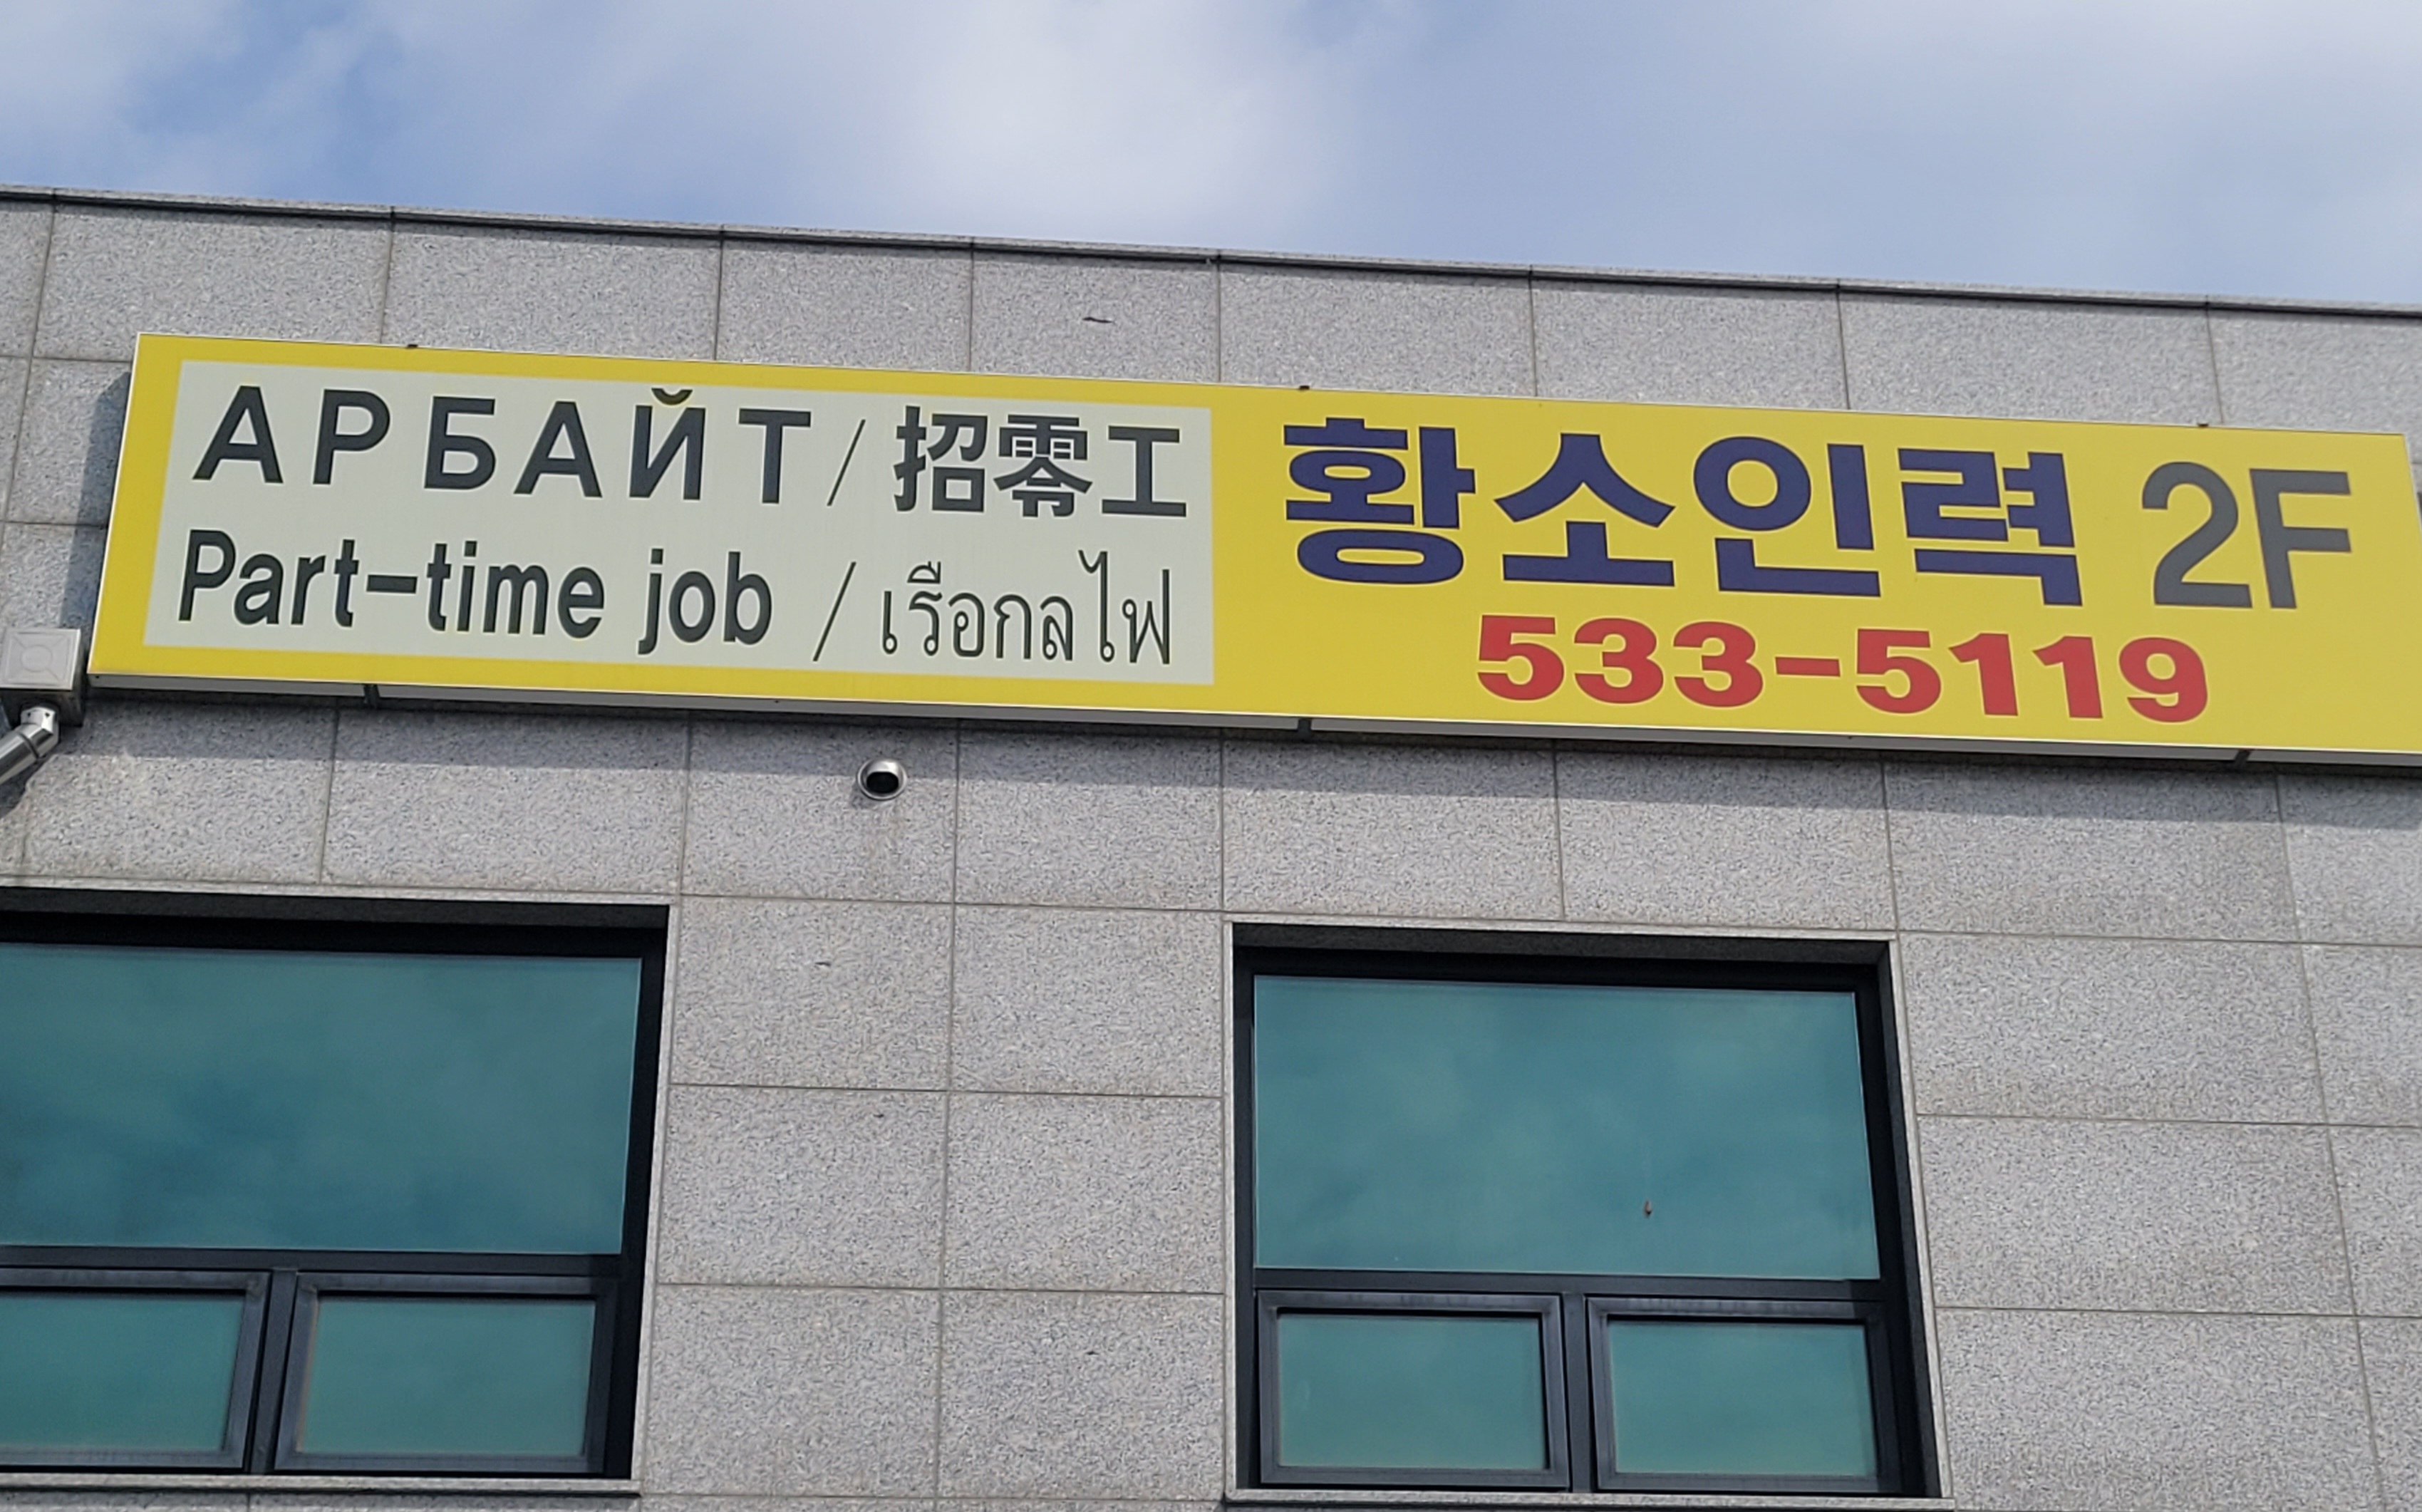 АРБАЙТ / 招零工
Part-time job / เรือกลไฟ
황소인력 2F
533-5119